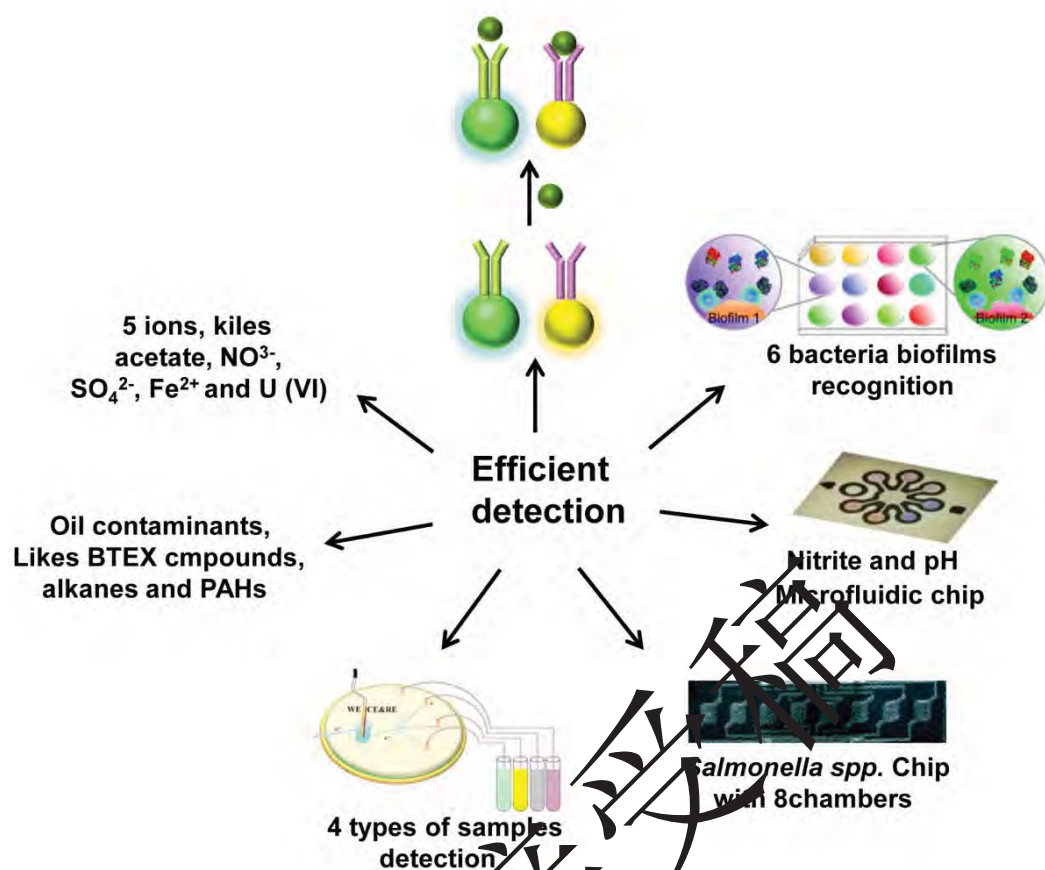 Biofilm 1
Biofilm 2
6 bacteria biofilms
recognition
5 ions, kiles
acetate, NO³⁻,
SO₄²⁻, Fe²⁺ and U (VI)
Efficient
detection
Oil contaminants,
Likes BTEX cmpounds,
alkanes and PAHs
Nitrite and pH
Microfluidic chip
WE CE&RE
4 types of samples
detection
Salmonella spp. Chip
with 8chambers
受稿